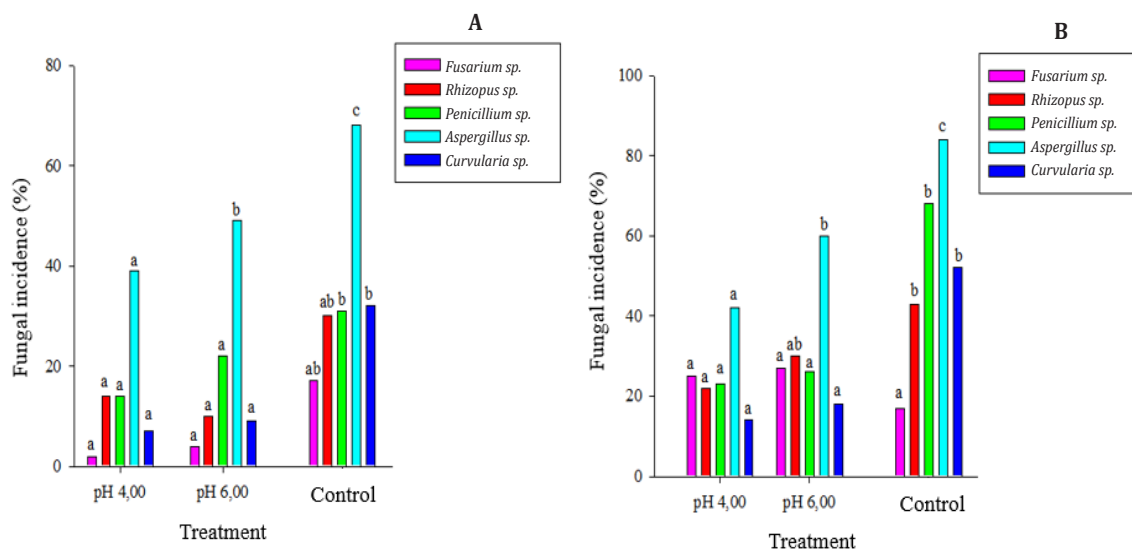 A
80
60
40
20
0
Fungal incidence (%)
Fusarium sp.
Rhizopus sp.
Penicillium sp.
Aspergillus sp.
Curvularia sp.
a
a
a
a
a
a
a
a
b
a
ab
ab
b
c
b
pH 4,00
pH 6,00
Control
Treatment
B
100
80
60
40
20
0
Fungal incidence (%)
Fusarium sp.
Rhizopus sp.
Penicillium sp.
Aspergillus sp.
Curvularia sp.
a
a
a
a
a
a
ab
a
b
a
a
b
b
c
b
pH 4,00
pH 6,00
Control
Treatment